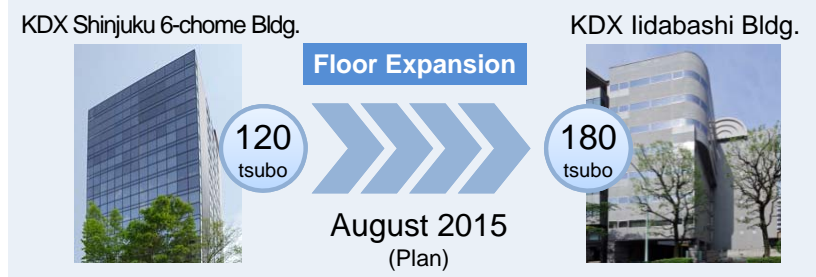 KDX Shinjuku 6-chome Bldg.
KDX Iidabashi Bldg.
Floor Expansion
120
tsubo
180
tsubo
August 2015
(Plan)